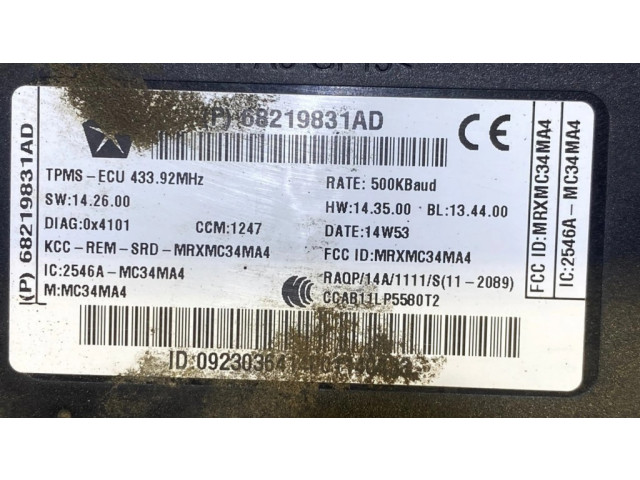 (P) 68219831AD
(P) 68219831AD
TPMS-ECU 433.92MHz
RATE: 500KBaud
SW:14.26.00
HW:14.35.00 BL:13.44.00
DIAG:0x4101
CCM:1247
DATE:14W53
KCC-REM-SRD-MRXMC34MA4
FCC ID:MRXMC34MA4
IC:2546A-MC34MA4
RAQP/14A/1111/S(11-2089)
M:MC34MA4
CCAB11LP5580T2
FCC ID:MRXMC34MA4
IC:2546A-MC34MA4